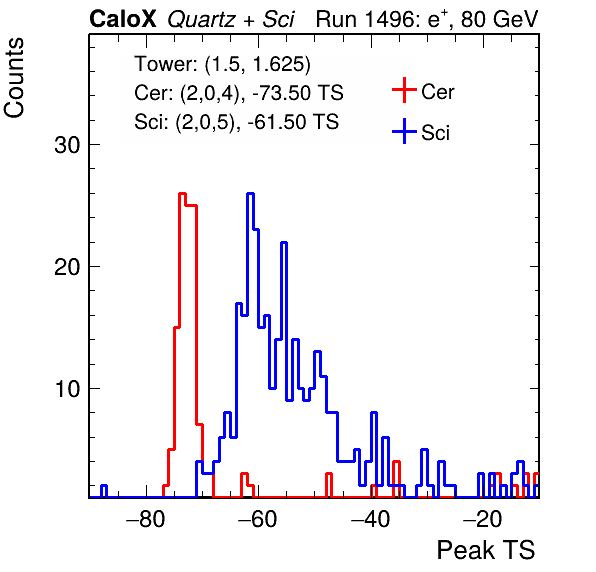 CaloX Quartz + Sci Run 1496: e⁺, 80 GeV
Counts
Tower: (1.5, 1.625)
Cer: (2,0,4), -73.50 TS
Sci: (2,0,5), -61.50 TS
Cer
Sci
30
20
10
−80 −60 −40 −20
Peak TS